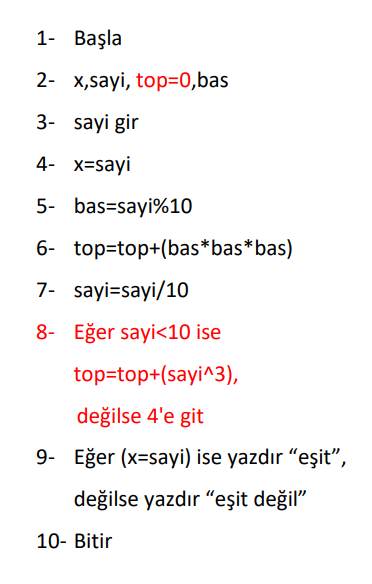 1- Başla
2- x,sayi, top=0,bas
3- sayi gir
4- x=sayi
5- bas=sayi%10
6- top=top+(bas*bas*bas)
7- sayi=sayi/10
8- Eğer sayi<10 ise
top=top+(sayi^3),
değilse 4'e git
9- Eğer (x=sayi) ise yazdır “eşit”,
değilse yazdır “eşit değil”
10- Bitir